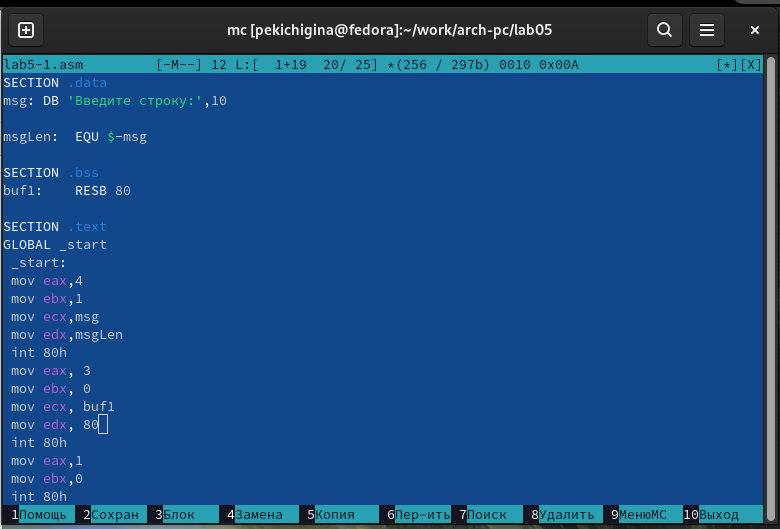 mc [pekichigina@fedora]:~/work/arch-pc/lab05
lab5-1.asm [-M--] 12 L:[ 1+19 20/ 25] *(256 / 297b) 0010 0x00A [*][X]
SECTION .data
msg: DB 'Введите строку:',10
msgLen: EQU $-msg
SECTION .bss
buf1: RESB 80
SECTION .text
GLOBAL _start
_start:
mov eax,4
mov ebx,1
mov ecx,msg
mov edx,msgLen
int 80h
mov eax, 3
mov ebx, 0
mov ecx, buf1
mov edx, 80
int 80h
mov eax,1
mov ebx,0
int 80h
1Помощь 2Сохран 3Блок 4Замена 5Копия 6Пер~ить 7Поиск 8Удалить 9МенюMC 10Выход